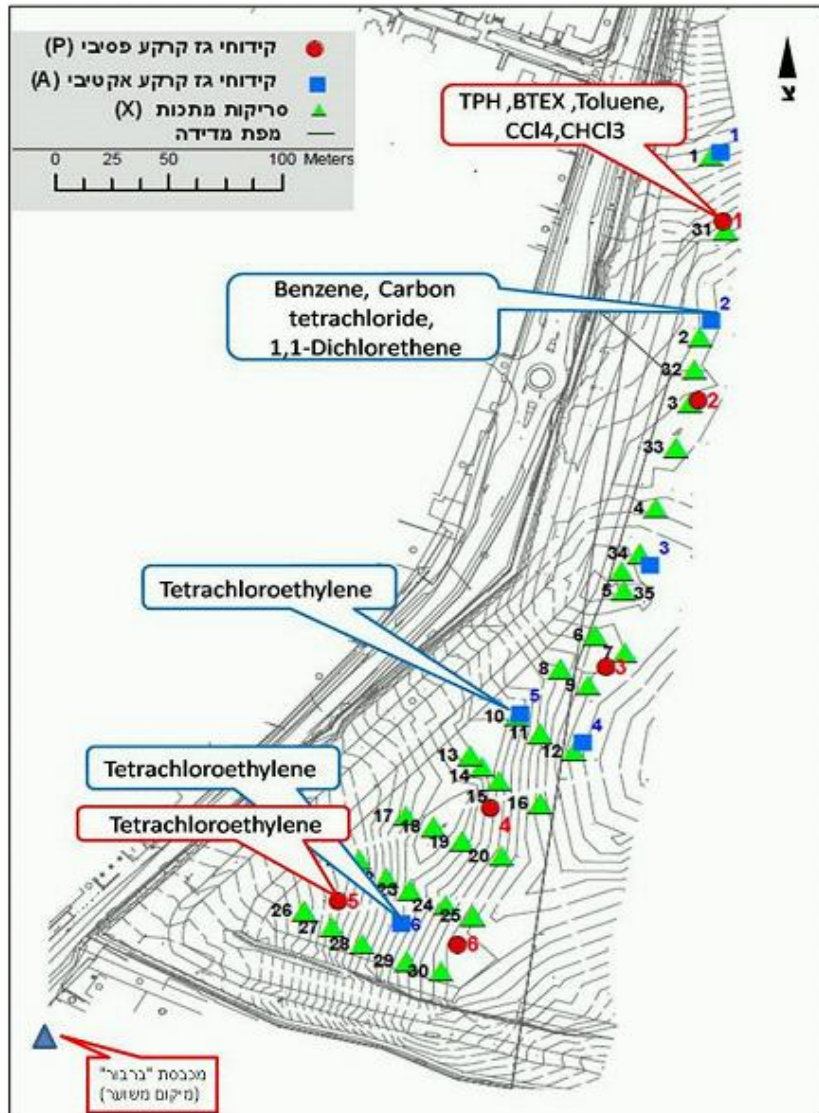 קידוחי גז קרקע פסיבי (P)
קידוחי גז קרקע אקטיבי (A)
סריקות מתכות (X)
מפת מדידה
0 25 50 100 Meters
צ
TPH ,BTEX ,Toluene,
CCl4,CHCl3
1
1
1
31
Benzene, Carbon
tetrachloride,
1,1-Dichlorethene
2
2
32
3
2
33
4
34
3
5
35
Tetrachloroethylene
6
7
3
8
9
5
10
11
4
12
13
14
Tetrachloroethylene
15
16
4
Tetrachloroethylene
17
18
19
20
23
24
25
5
26
27
6
28
6
29
30
מכבסת "ברבור"
(מיקום משוער)